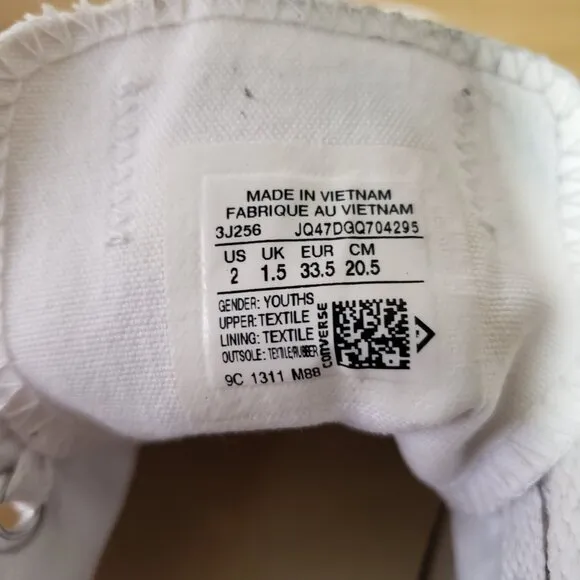 MADE IN VIETNAM
FABRIQUE AU VIETNAM
3J256 JQ47DGQ704295
US UK EUR CM
2 1.5 33.5 20.5
GENDER: YOUTHS
UPPER: TEXTILE
LINING: TEXTILE
OUTSOLE: TEXTILE/RUBBER
CONVERSE
9C 1311 M88